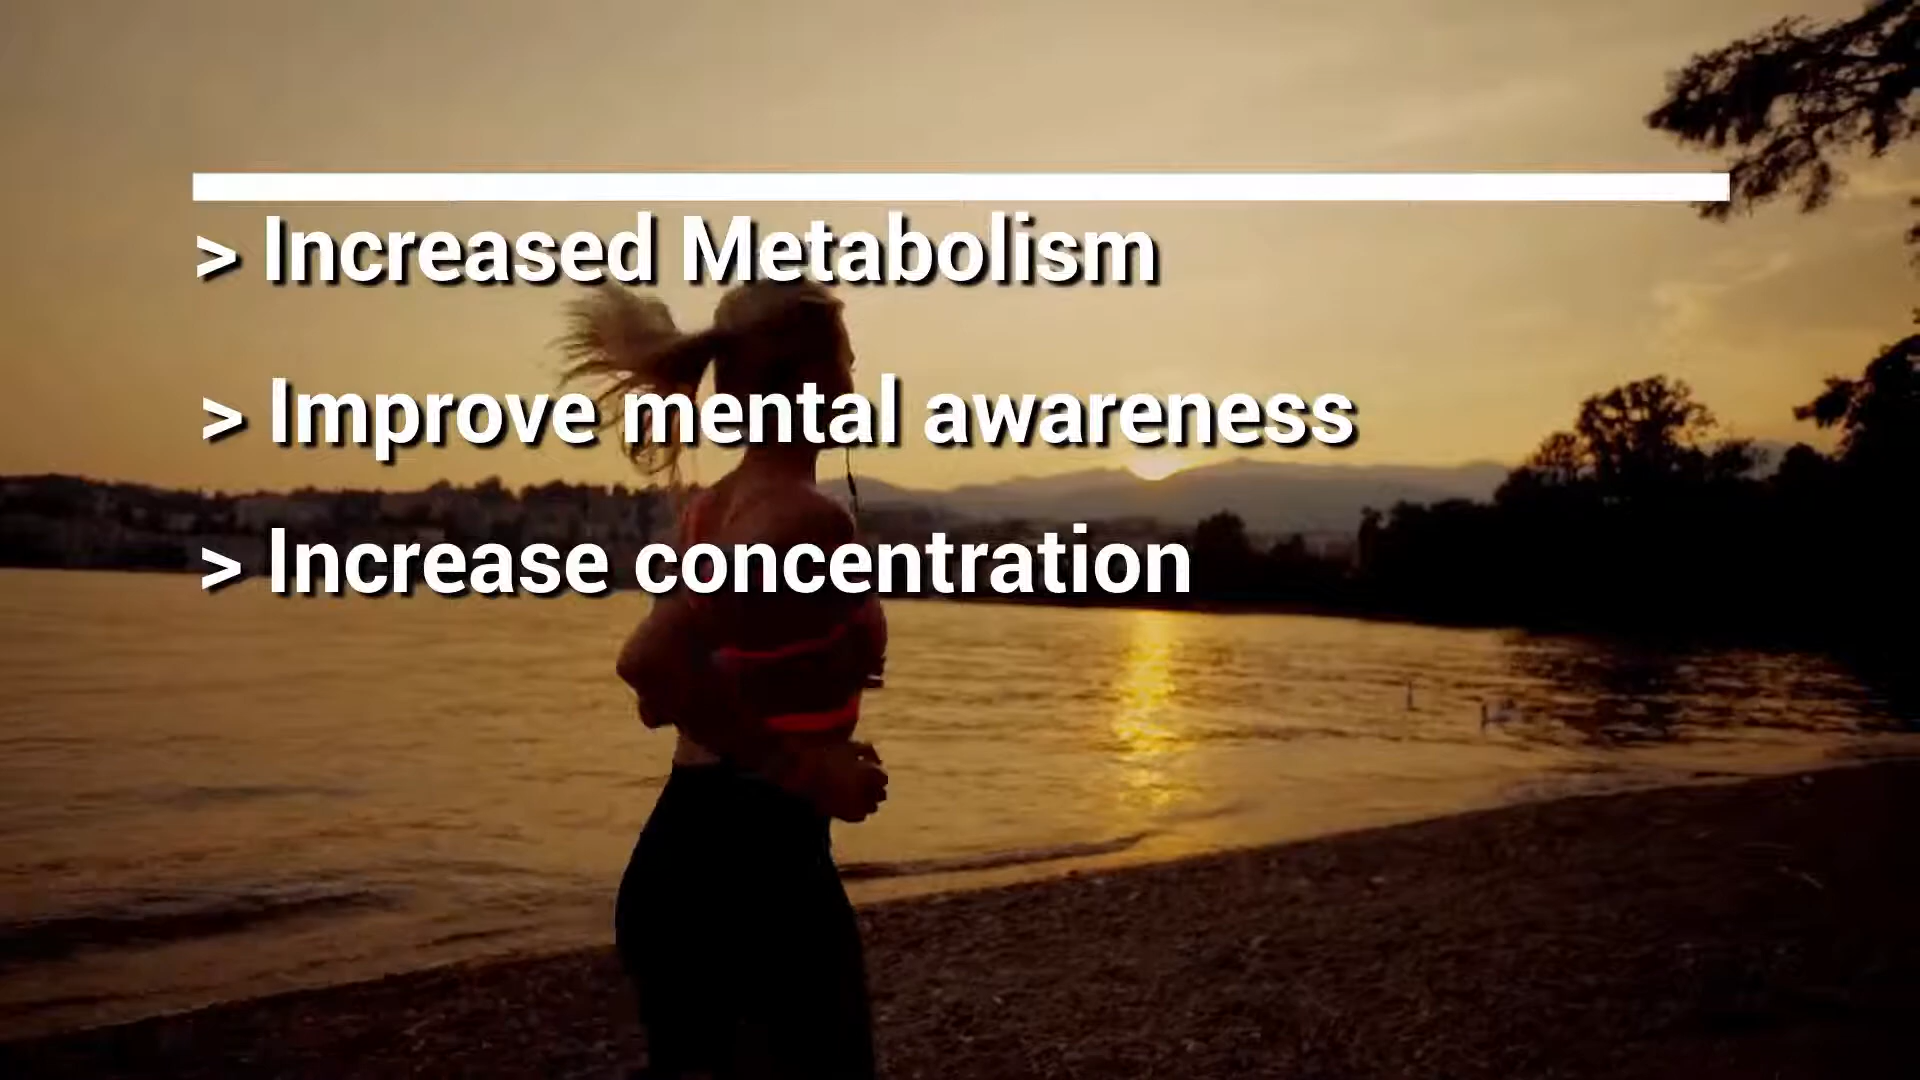 > Increased Metabolism
> Improve mental awareness
> Increase concentration